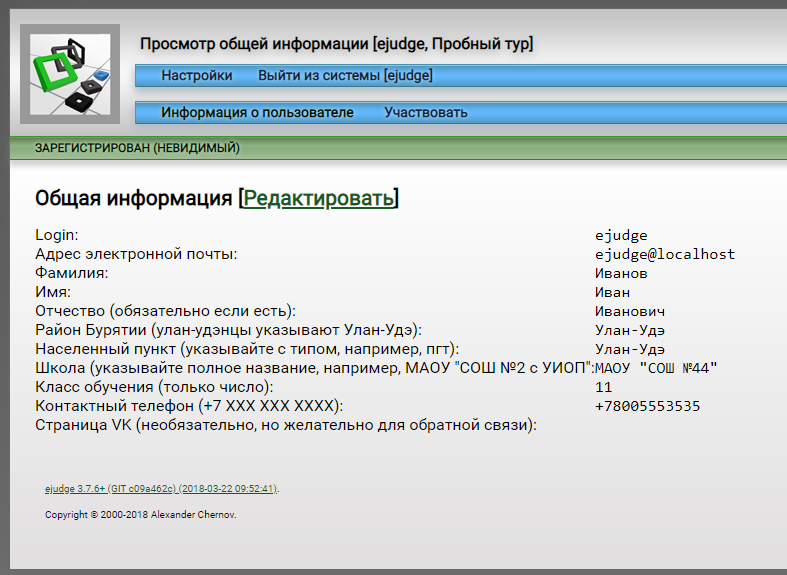 Просмотр общей информации [ejudge, Пробный тур]
Настройки Выйти из системы [ejudge]
Информация о пользователе Участвовать
ЗАРЕГИСТРИРОВАН (НЕВИДИМЫЙ)
Общая информация [Редактировать]
Login: ejudge
Адрес электронной почты: ejudge@localhost
Фамилия: Иванов
Имя: Иван
Отчество (обязательно если есть): Иванович
Район Бурятии (улан-удэнцы указывают Улан-Удэ): Улан-Удэ
Населенный пункт (указывайте с типом, например, пгт): Улан-Удэ
Школа (указывайте полное название, например, МАОУ "СОШ №2 с УИОП": МАОУ "СОШ №44"
Класс обучения (только число): 11
Контактный телефон (+7 XXX XXX XXXX): +78005553535
Страница VK (необязательно, но желательно для обратной связи):
ejudge 3.7.6+ (GIT c09a462c) (2018-03-22 09:52:41).
Copyright © 2000-2018 Alexander Chernov.